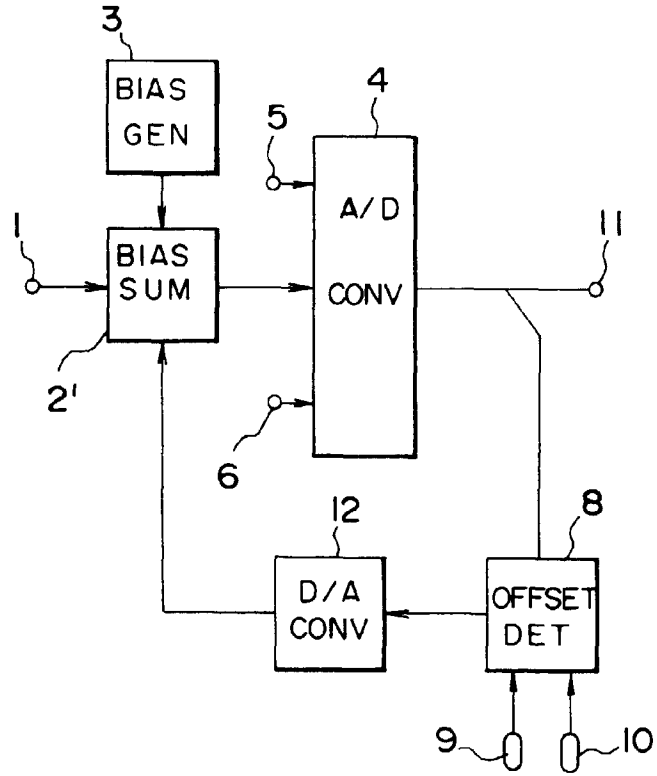 3
BIAS
GEN
5
4
1
BIAS
SUM
A/D
CONV
11
2'
6
12
8
D/A
CONV
OFFSET
DET
9
10